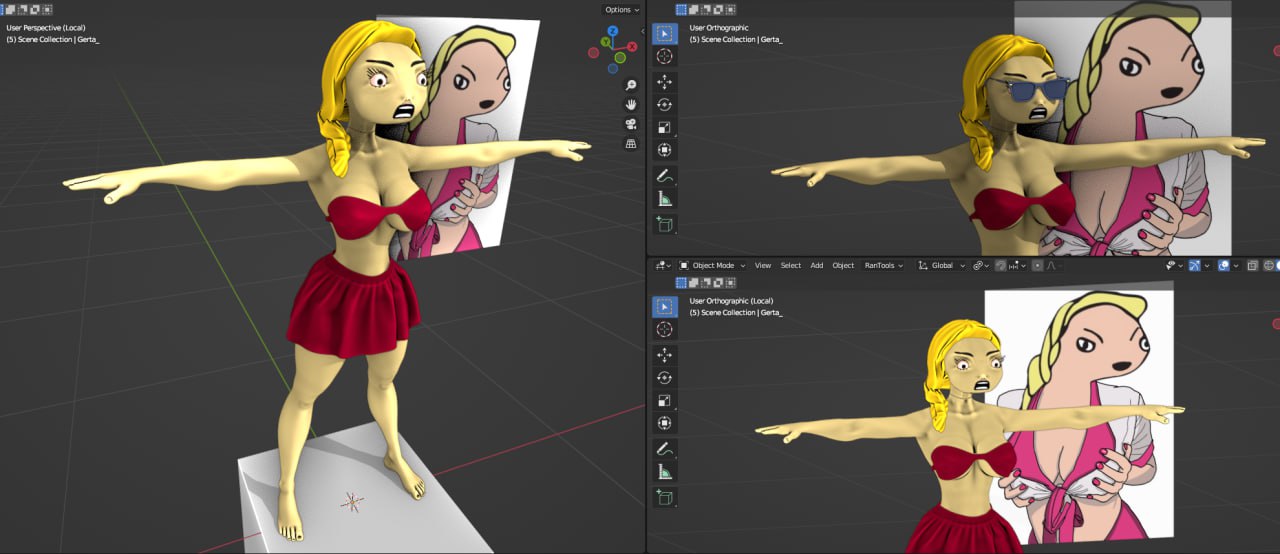 Options
User Perspective (Local)
(5) Scene Collection | Gerta_
User Orthographic
(5) Scene Collection | Gerta_
Object Mode View Select Add Object RanTools Global
User Orthographic (Local)
(5) Scene Collection | Gerta_